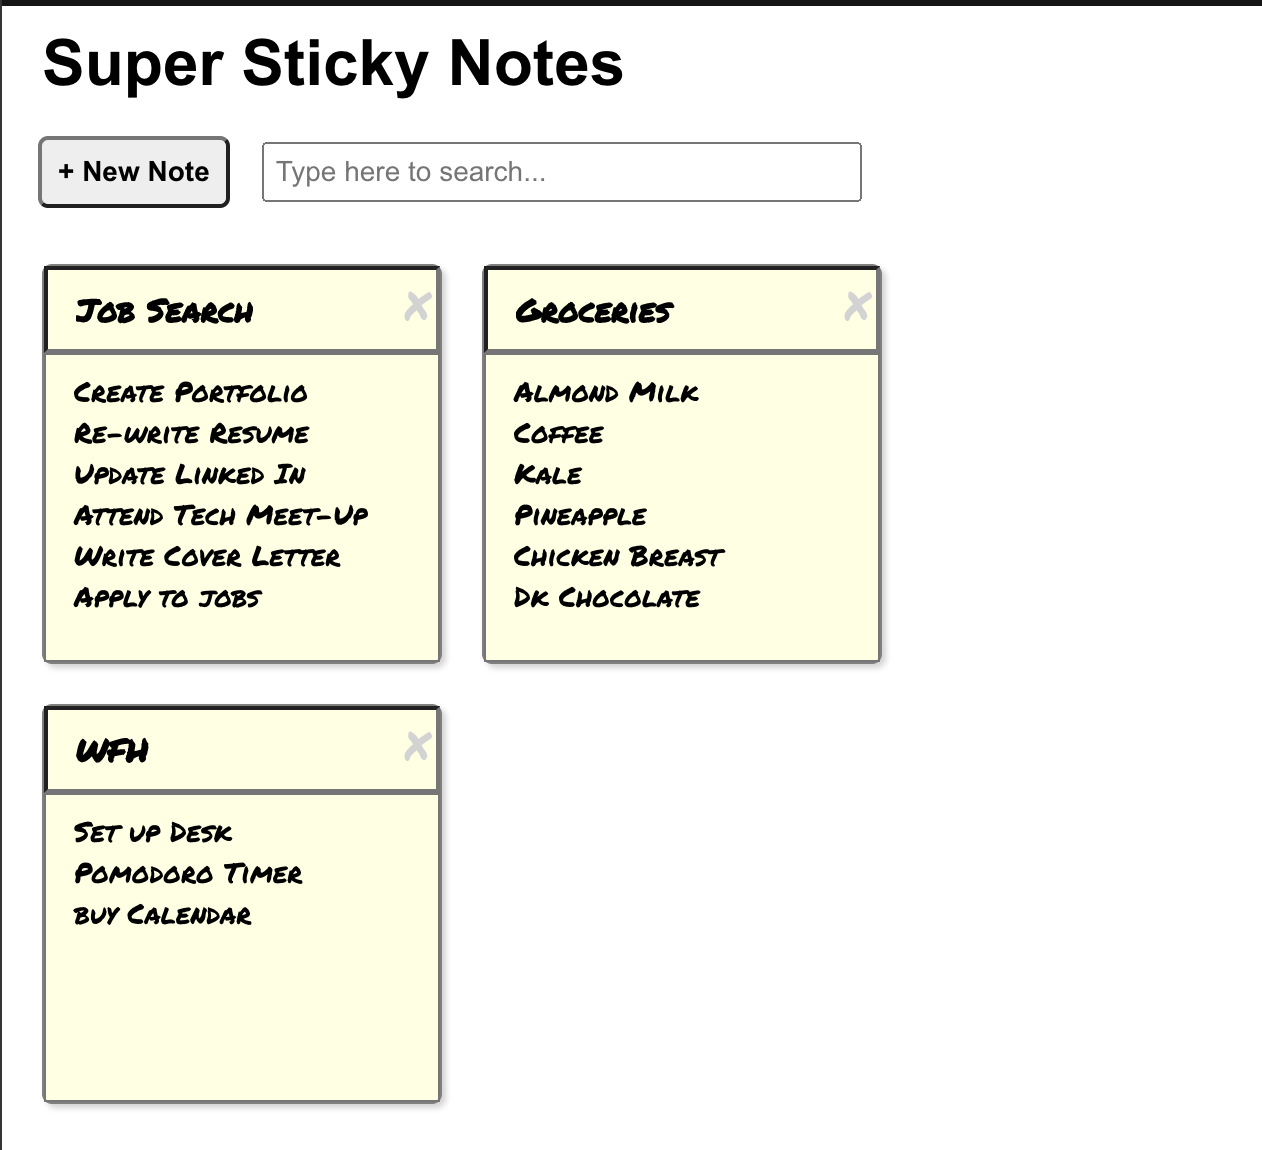 Super Sticky Notes
+ New Note
Type here to search...
Job Search
Create Portfolio
Re-write Resume
Update Linked In
Attend Tech Meet-Up
Write Cover Letter
Apply to jobs
Groceries
Almond Milk
Coffee
Kale
Pineapple
Chicken Breast
Dk Chocolate
WFH
Set up Desk
Pomodoro Timer
buy Calendar